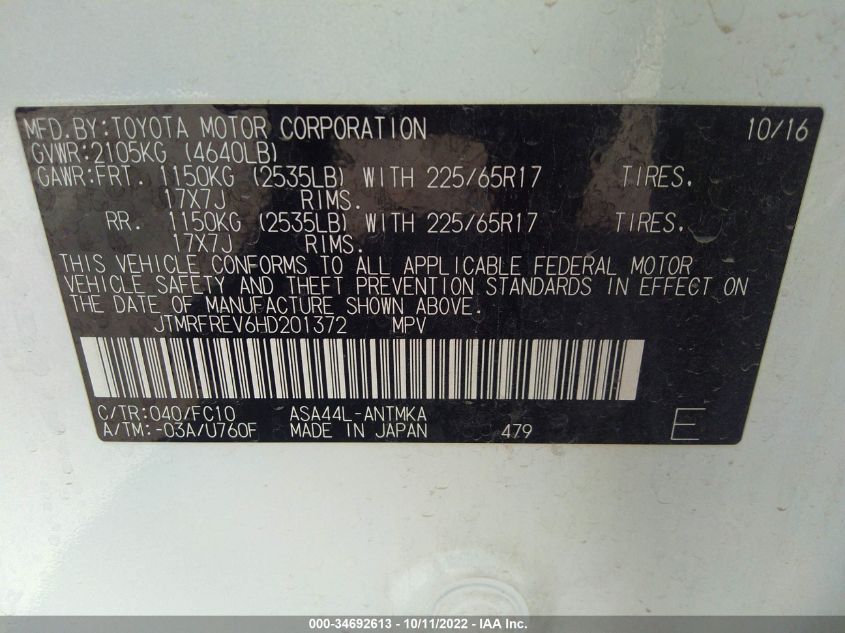 MFD.BY:TOYOTA MOTOR CORPORATION 10/16
GVWR:2105KG (4640LB)
GAWR:FRT. 1150KG (2535LB) WITH 225/65R17 TIRES,
17X7J RIMS.
RR. 1150KG (2535LB) WITH 225/65R17 TIRES,
17X7J RIMS.
THIS VEHICLE CONFORMS TO ALL APPLICABLE FEDERAL MOTOR
VEHICLE SAFETY AND THEFT PREVENTION STANDARDS IN EFFECT ON
THE DATE OF MANUFACTURE SHOWN ABOVE.
JTMRFREV6HD201372 MPV
C/TR:040/FC10 ASA44L-ANTMKA
A/TM:-03A/U760F MADE IN JAPAN 479 E
000-34692613 - 10/11/2022 - IAA Inc.